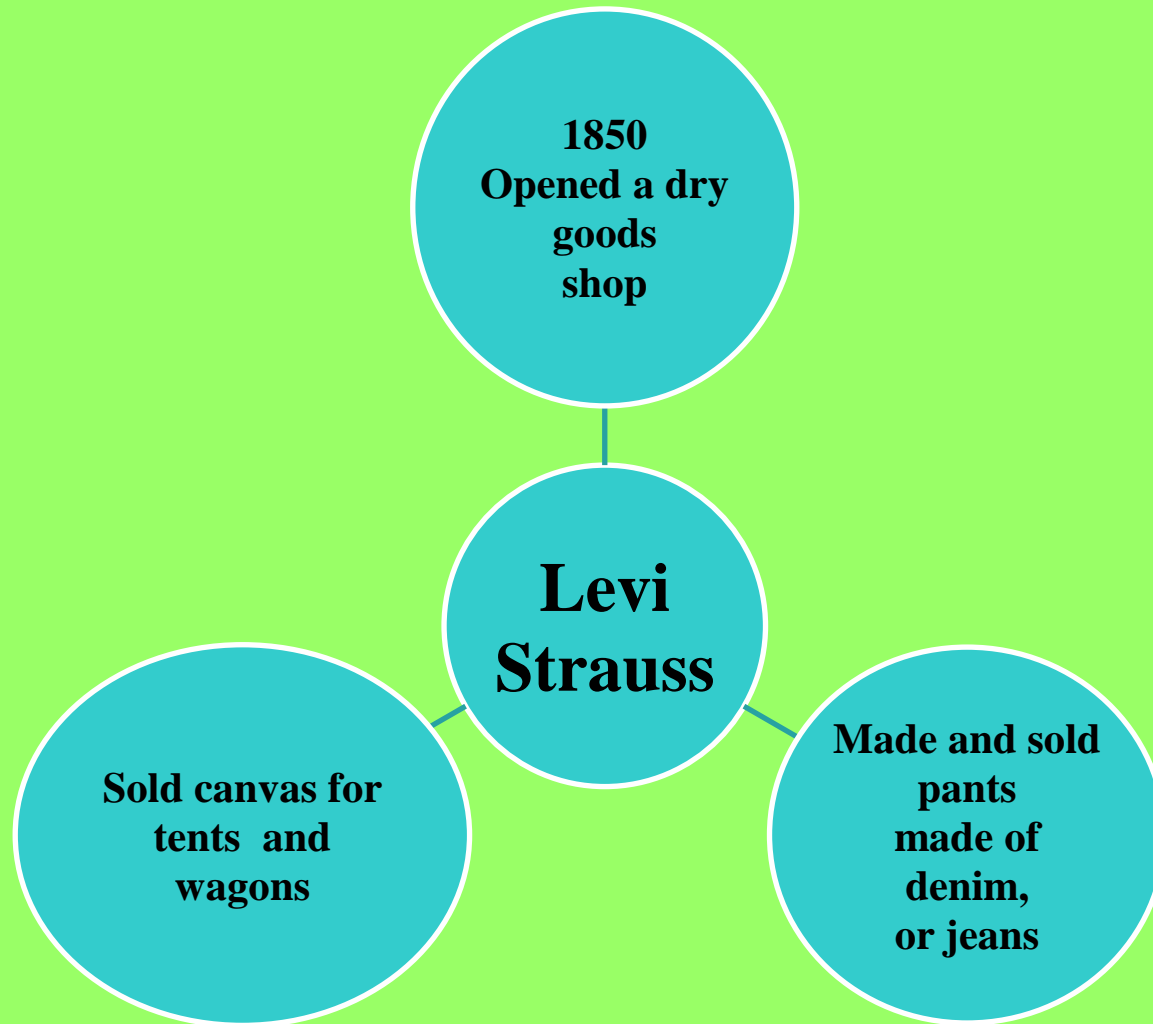 1850
Opened a dry
goods
shop
Levi
Strauss
Sold canvas for
tents  and
wagons
Made and sold
pants
made of
denim,
or jeans